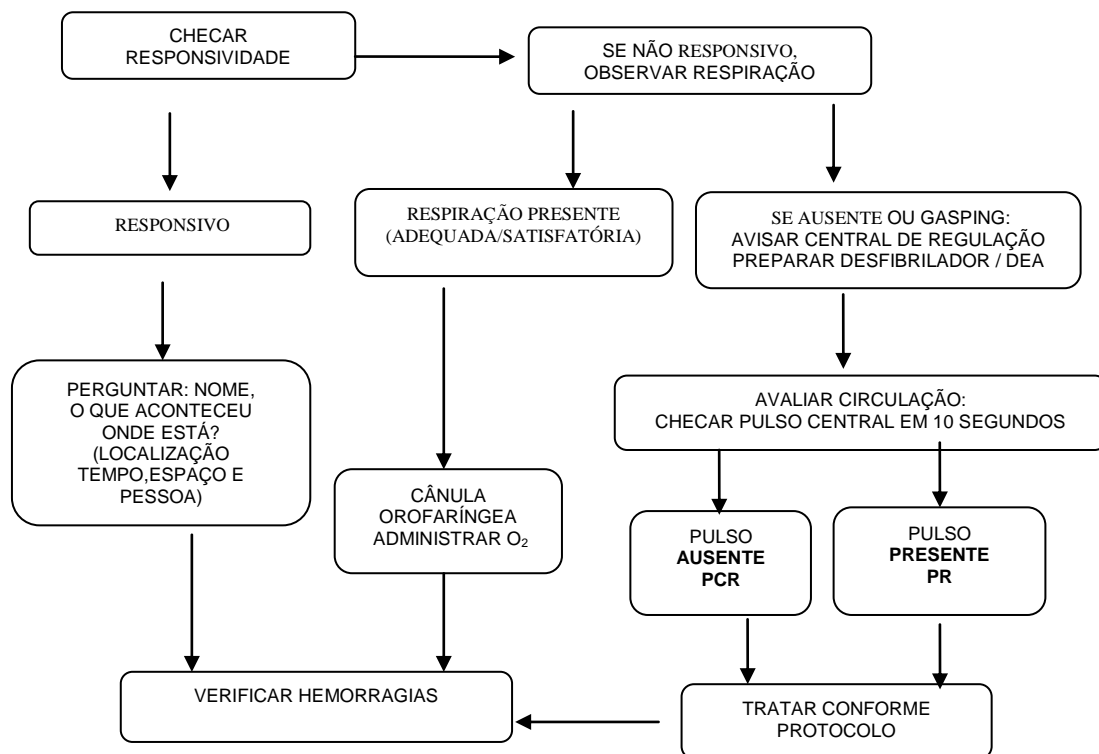 CHECAR
RESPONSIVIDADE
SE NÃO RESPONSIVO,
OBSERVAR RESPIRAÇÃO
RESPONSIVO
RESPIRAÇÃO PRESENTE
(ADEQUADA/SATISFATÓRIA)
SE AUSENTE OU GASPING:
AVISAR CENTRAL DE REGULAÇÃO
PREPARAR DESFIBRILADOR / DEA
PERGUNTAR: NOME,
O QUE ACONTECEU
ONDE ESTÁ?
(LOCALIZAÇÃO
TEMPO,ESPAÇO E
PESSOA)
AVALIAR CIRCULAÇÃO:
CHECAR PULSO CENTRAL EM 10 SEGUNDOS
CÂNULA
OROFARÍNGEA
ADMINISTRAR O₂
PULSO
AUSENTE
PCR
PULSO
PRESENTE
PR
VERIFICAR HEMORRAGIAS
TRATAR CONFORME
PROTOCOLO